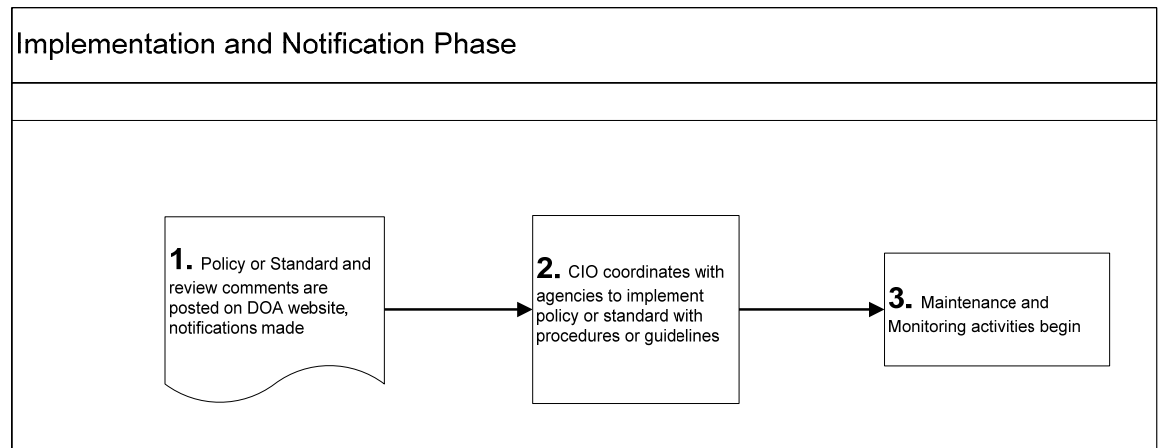 Implementation and Notification Phase
1. Policy or Standard and
review comments are
posted on DOA website,
notifications made
2. CIO coordinates with
agencies to implement
policy or standard with
procedures or guidelines
3. Maintenance and
Monitoring activities begin